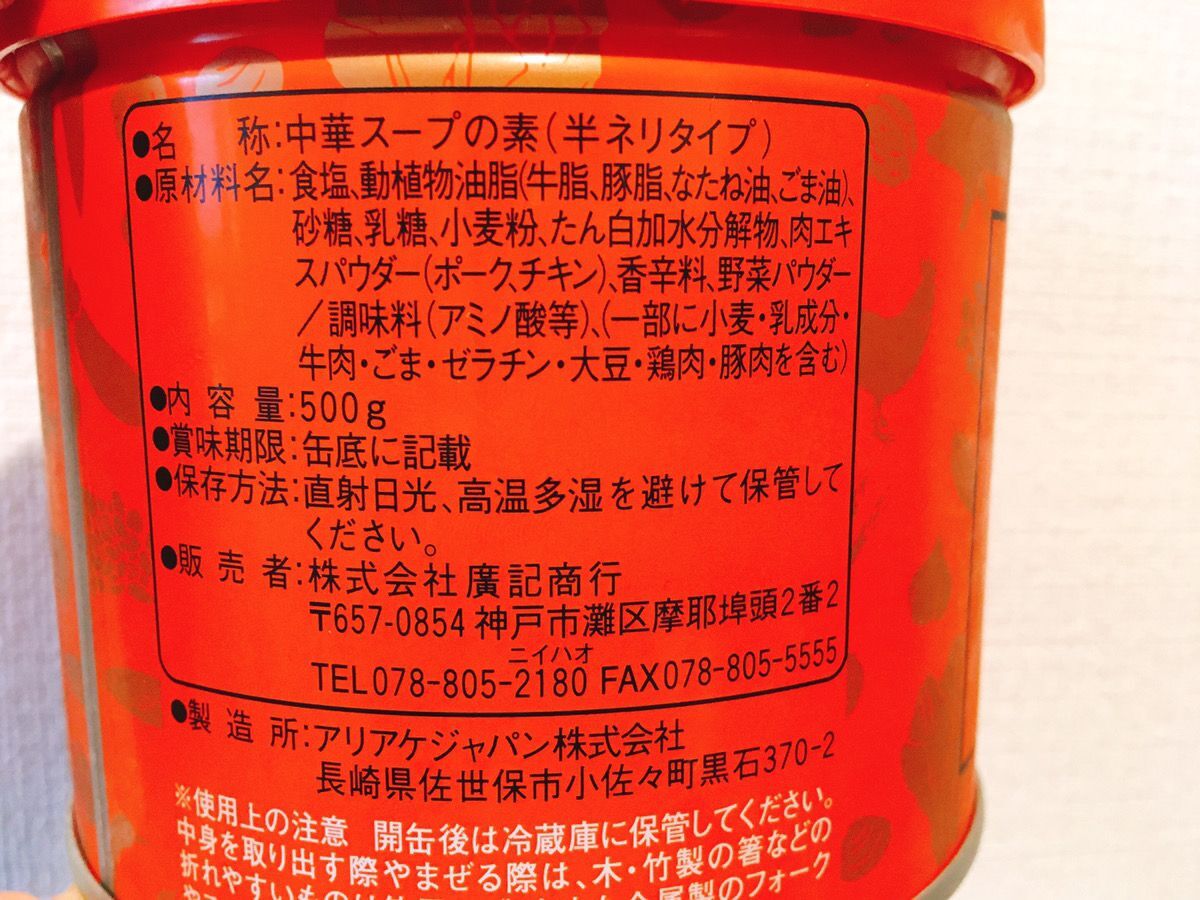 ●名　称:中華スープの素(半ネリタイプ)
●原材料名:食塩、動植物油脂(牛脂、豚脂、なたね油、ごま油)、
砂糖、乳糖、小麦粉、たん白加水分解物、肉エキ
スパウダー(ポーク、チキン)、香辛料、野菜パウダー
/調味料(アミノ酸等)、(一部に小麦・乳成分・
牛肉・ごま・ゼラチン・大豆・鶏肉・豚肉を含む)
●内容量:500g
●賞味期限:缶底に記載
●保存方法:直射日光、高温多湿を避けて保管して
ください。
●販売者:株式会社廣記商行
〒657-0854 神戸市灘区摩耶埠頭2番2
ニイハオ
TEL078-805-2180 FAX078-805-5555
●製造所:アリアケジャパン株式会社
長崎県佐世保市小佐々町黒石370-2
※使用上の注意　開缶後は冷蔵庫に保管してください。
中身を取り出す際やまぜる際は、木・竹製の箸などの
折れやすいものは
金属製のフォーク